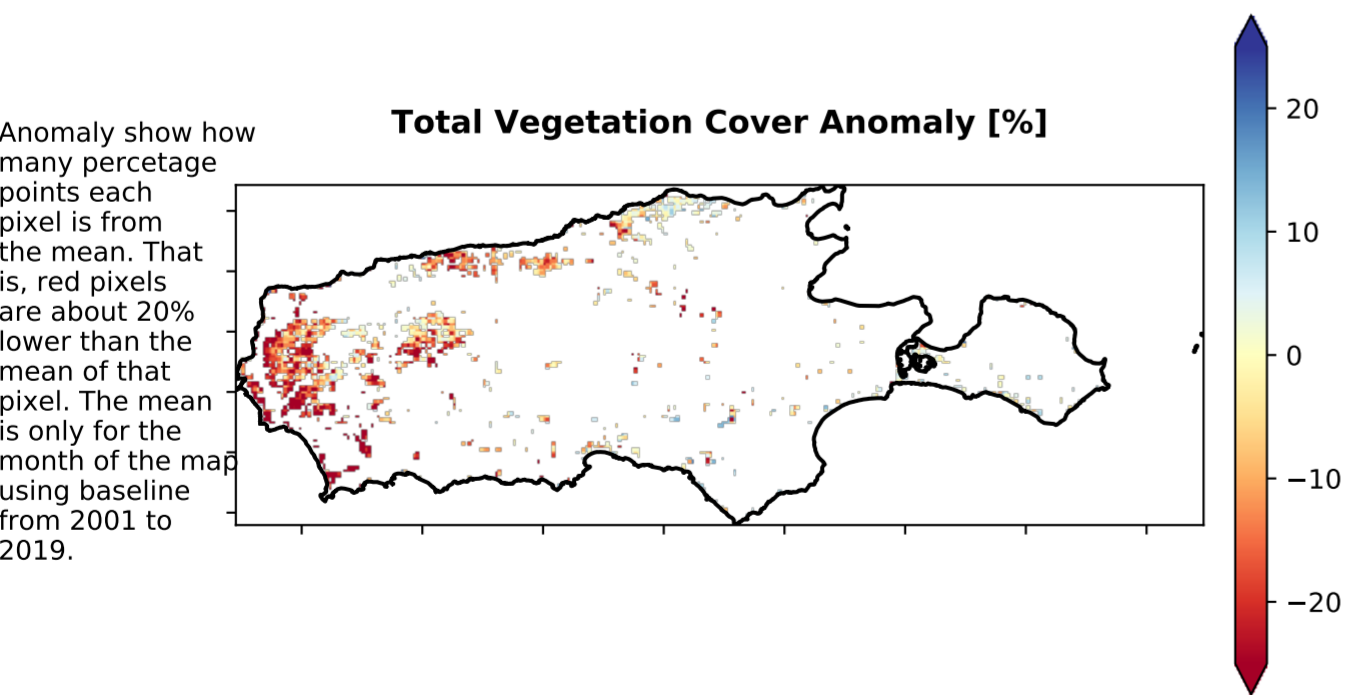 Total Vegetation Cover Anomaly [%]
Anomaly show how
many percetage
points each
pixel is from
the mean. That
is, red pixels
are about 20%
lower than the
mean of that
pixel. The mean
is only for the
month of the map
using baseline
from 2001 to
2019.
20
10
0
−10
−20